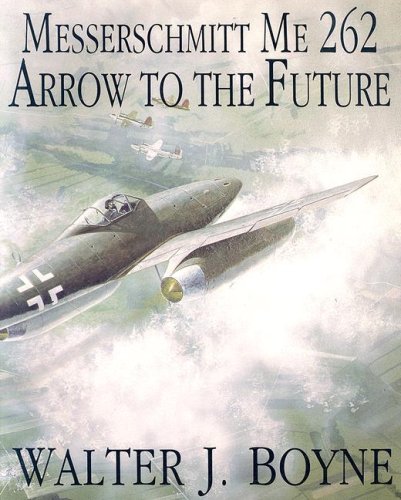 MESSERSCHMITT ME 262
ARROW TO THE FUTURE
WALTER J. BOYNE